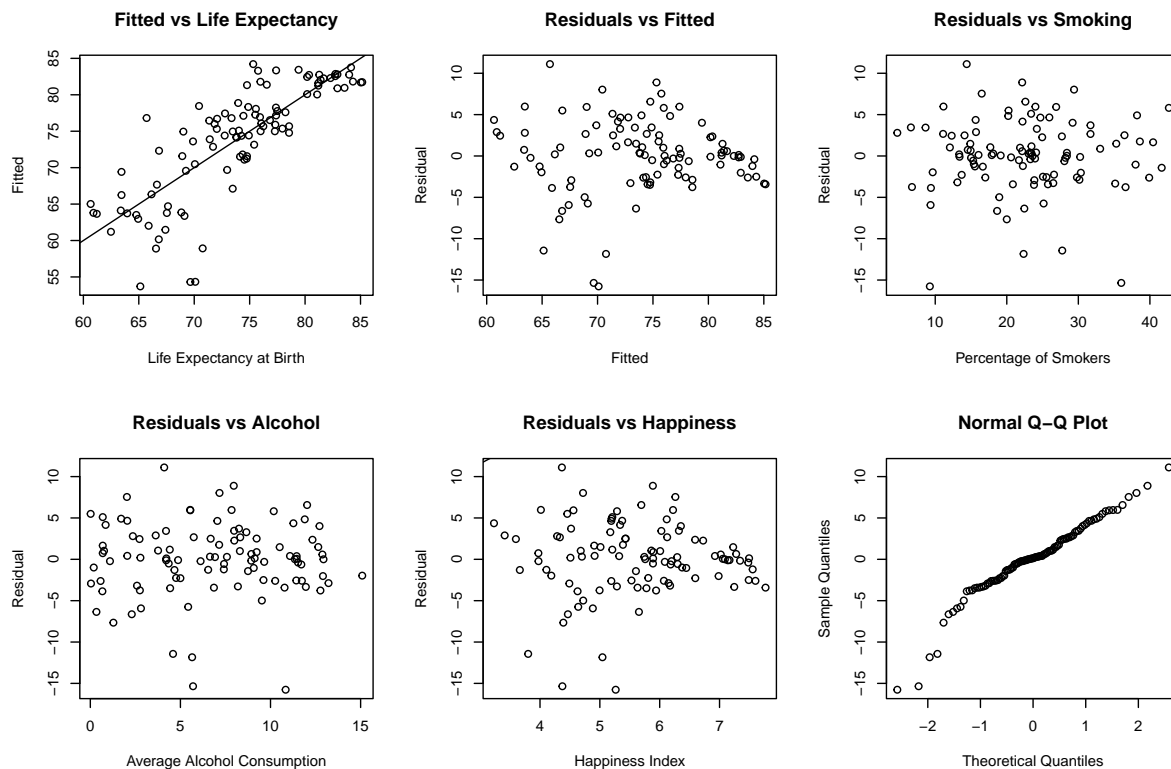 Fitted vs Life Expectancy
Residuals vs Fitted
Residuals vs Smoking
Fitted
55 60 65 70 75 80 85
60 65 70 75 80 85
Life Expectancy at Birth
Residual
−15 −10 −5 0 5 10
60 65 70 75 80 85
Fitted
Residual
−15 −10 −5 0 5 10
10 20 30 40
Percentage of Smokers
Residuals vs Alcohol
Residuals vs Happiness
Normal Q−Q Plot
Residual
−15 −10 −5 0 5 10
0 5 10 15
Average Alcohol Consumption
Residual
−15 −10 −5 0 5 10
4 5 6 7
Happiness Index
Sample Quantiles
−15 −10 −5 0 5 10
−2 −1 0 1 2
Theoretical Quantiles